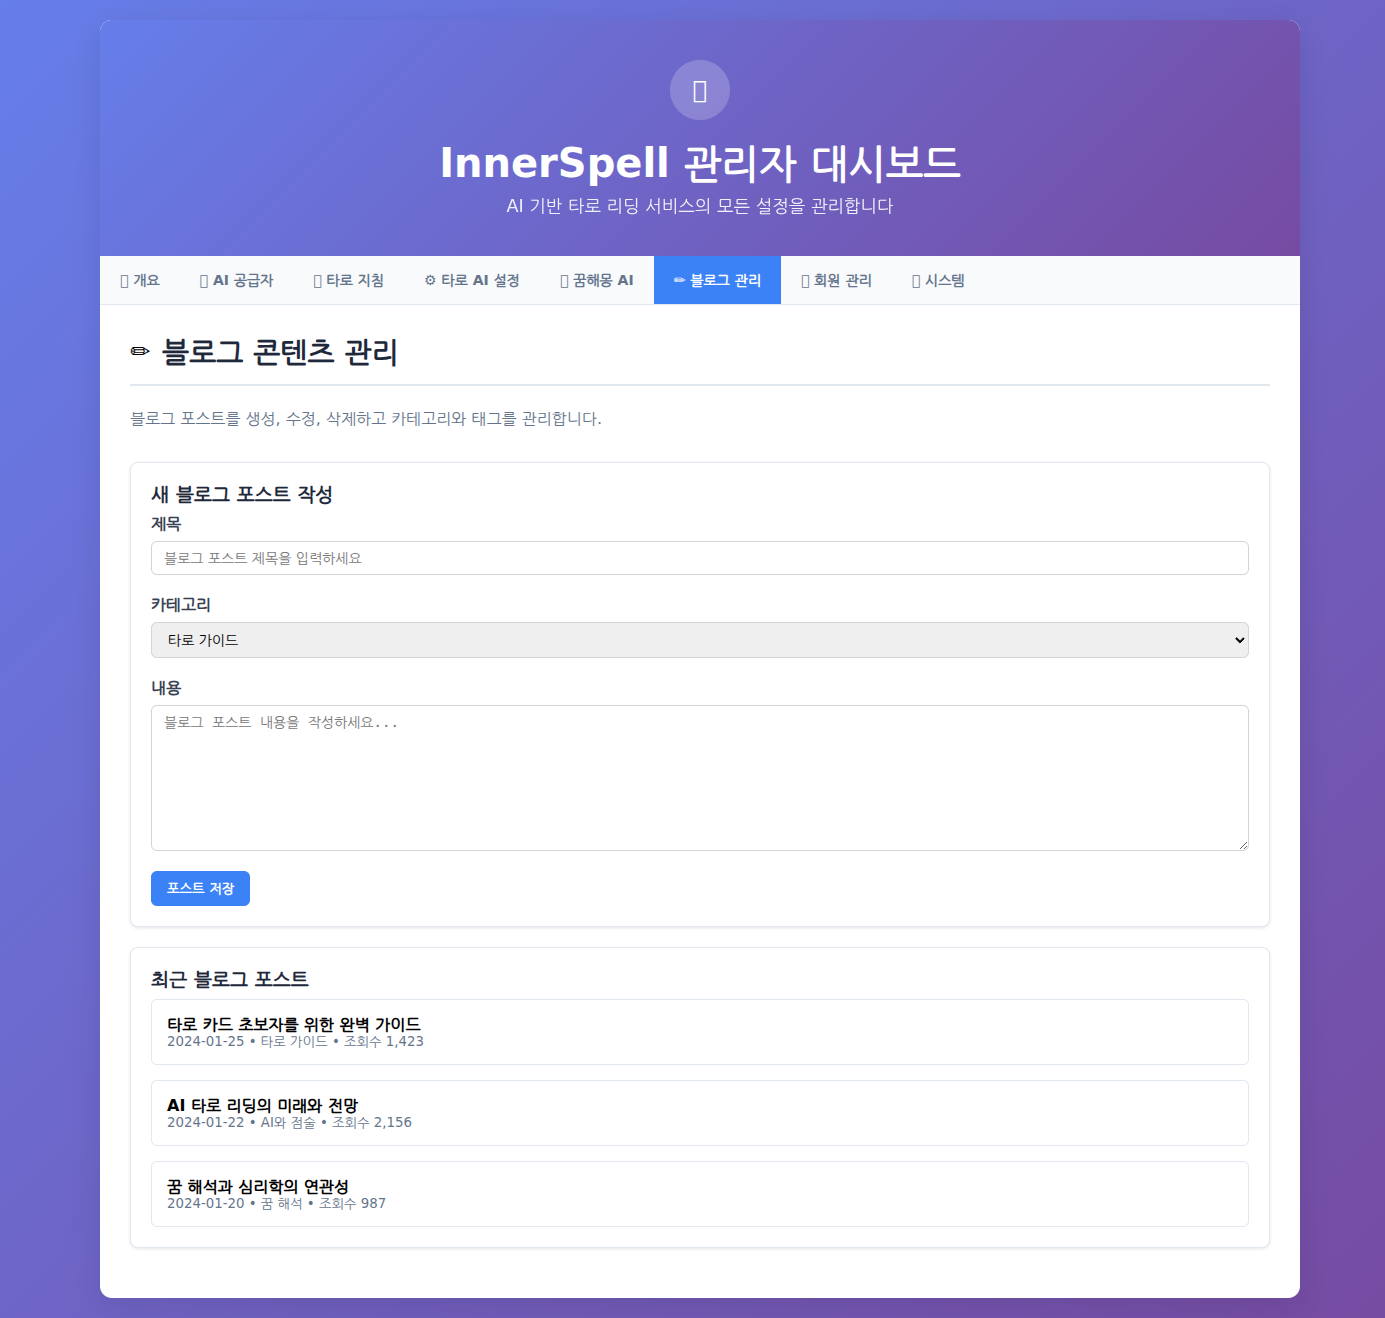 InnerSpell 관리자 대시보드
AI 기반 타로 리딩 서비스의 모든 설정을 관리합니다
개요 AI 공급자 타로 지침 ⚙ 타로 AI 설정 꿈해몽 AI ✏ 블로그 관리 회원 관리 시스템
✏ 블로그 콘텐츠 관리
블로그 포스트를 생성, 수정, 삭제하고 카테고리와 태그를 관리합니다.
새 블로그 포스트 작성
제목
블로그 포스트 제목을 입력하세요
카테고리
타로 가이드
내용
블로그 포스트 내용을 작성하세요...
포스트 저장
최근 블로그 포스트
타로 카드 초보자를 위한 완벽 가이드
2024-01-25 • 타로 가이드 • 조회수 1,423
AI 타로 리딩의 미래와 전망
2024-01-22 • AI와 점술 • 조회수 2,156
꿈 해석과 심리학의 연관성
2024-01-20 • 꿈 해석 • 조회수 987